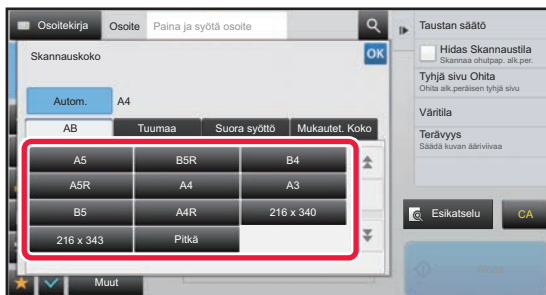 Osoitekirja
Osoite
Paina ja syötä osoite
Skannauskoko
OK
Autom.
A4
AB
Tuumaa
Suora syöttö
Mukautet. Koko
A5
B5R
B4
A5R
A4
A3
B5
A4R
216 x 340
216 x 343
Pitkä
Muut
Taustan säätö
Hidas Skannaustila
Skannaa ohutpap. alk.per.
Tyhjä sivu Ohita
Ohita alk.peräisen tyhjä sivu
Väritila
Terävyys
Säädä kuvan ääriviivaa
Esikatselu
CA